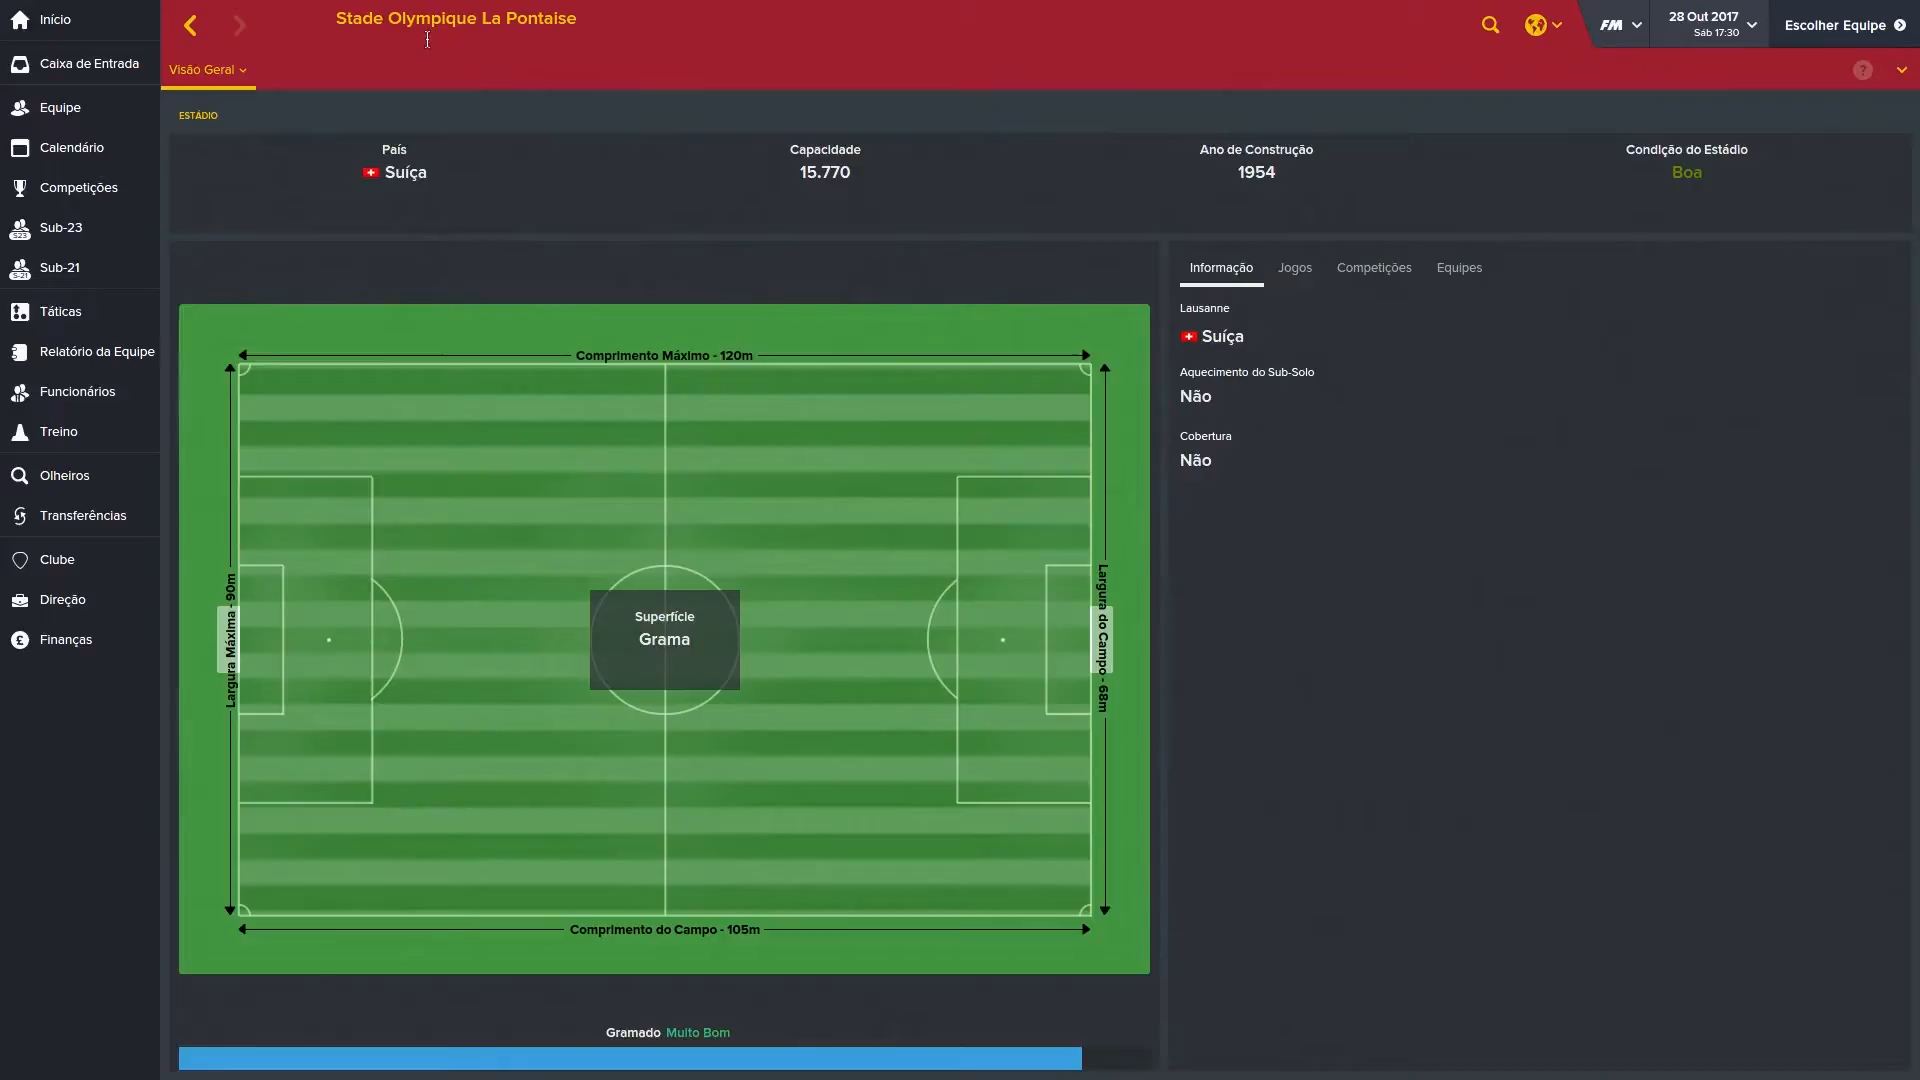 Início
Caixa de Entrada
Equipe
Calendário
Competições
Sub-23
Sub-21
Táticas
Relatório da Equipe
Funcionários
Treino
Olheiros
Transferências
Clube
Direção
Finanças
Stade Olympique La Pontaise
FM
28 Out 2017
Sáb 17:30
Escolher Equipe
Visão Geral
?
ESTÁDIO
País
Suíça
Capacidade
15.770
Ano de Construção
1954
Condição do Estádio
Boa
Comprimento Máximo - 120m
Largura Máxima - 90m
Superfície
Grama
Largura do Campo - 68m
Comprimento do Campo - 105m
Gramado Muito Bom
Informação
Jogos
Competições
Equipes
Lausanne
Suíça
Aquecimento do Sub-Solo
Não
Cobertura
Não